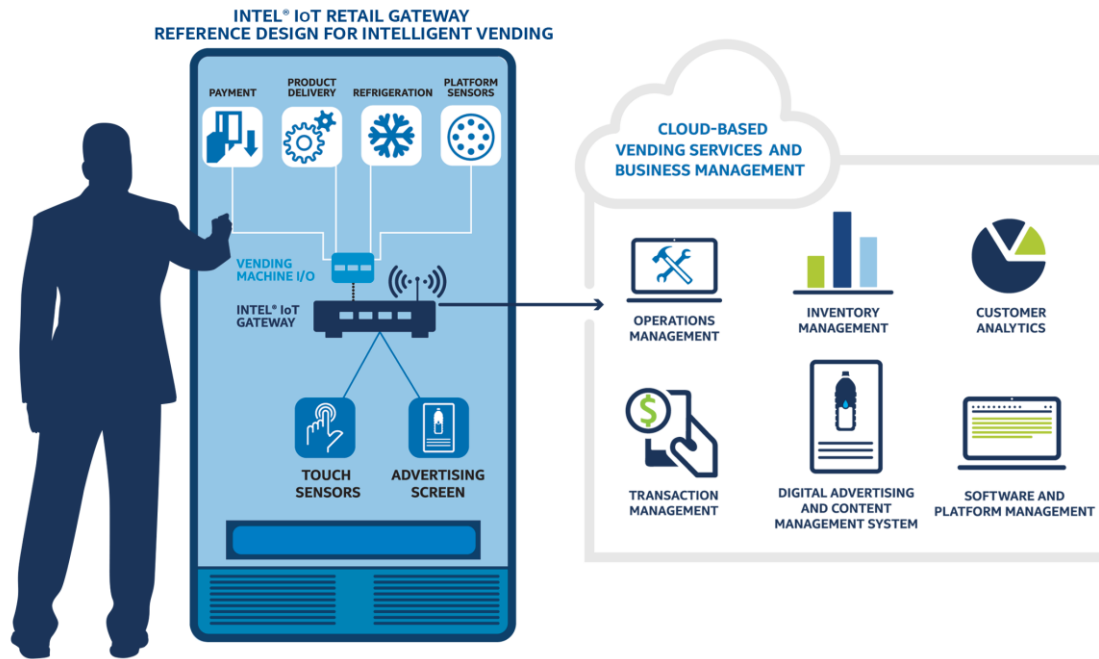 INTEL® IoT RETAIL GATEWAY
REFERENCE DESIGN FOR INTELLIGENT VENDING
PAYMENT
PRODUCT
DELIVERY
REFRIGERATION
PLATFORM
SENSORS
VENDING
MACHINE I/O
INTEL® IoT
GATEWAY
TOUCH
SENSORS
ADVERTISING
SCREEN
CLOUD-BASED
VENDING SERVICES AND
BUSINESS MANAGEMENT
OPERATIONS
MANAGEMENT
INVENTORY
MANAGEMENT
CUSTOMER
ANALYTICS
$
TRANSACTION
MANAGEMENT
DIGITAL ADVERTISING
AND CONTENT
MANAGEMENT SYSTEM
SOFTWARE AND
PLATFORM MANAGEMENT